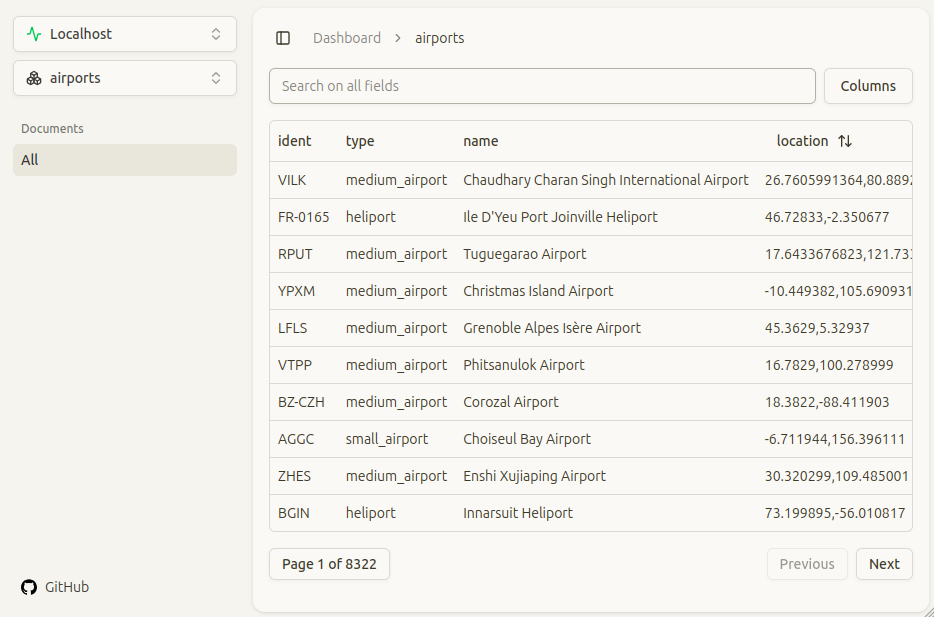 Localhost
airports
Documents
All
GitHub
Dashboard > airports
Search on all fields
Columns
ident type name location
VILK medium_airport Chaudhary Charan Singh International Airport 26.7605991364,80.8892
FR-0165 heliport Ile D'Yeu Port Joinville Heliport 46.72833,-2.350677
RPUT medium_airport Tuguegarao Airport 17.6433676823,121.733
YPXM medium_airport Christmas Island Airport -10.449382,105.690931
LFLS medium_airport Grenoble Alpes Isère Airport 45.3629,5.32937
VTPP medium_airport Phitsanulok Airport 16.7829,100.278999
BZ-CZH medium_airport Corozal Airport 18.3822,-88.411903
AGGC small_airport Choiseul Bay Airport -6.711944,156.396111
ZHES medium_airport Enshi Xujiaping Airport 30.320299,109.485001
BGIN heliport Innarsuit Heliport 73.199895,-56.010817
Page 1 of 8322
Previous Next